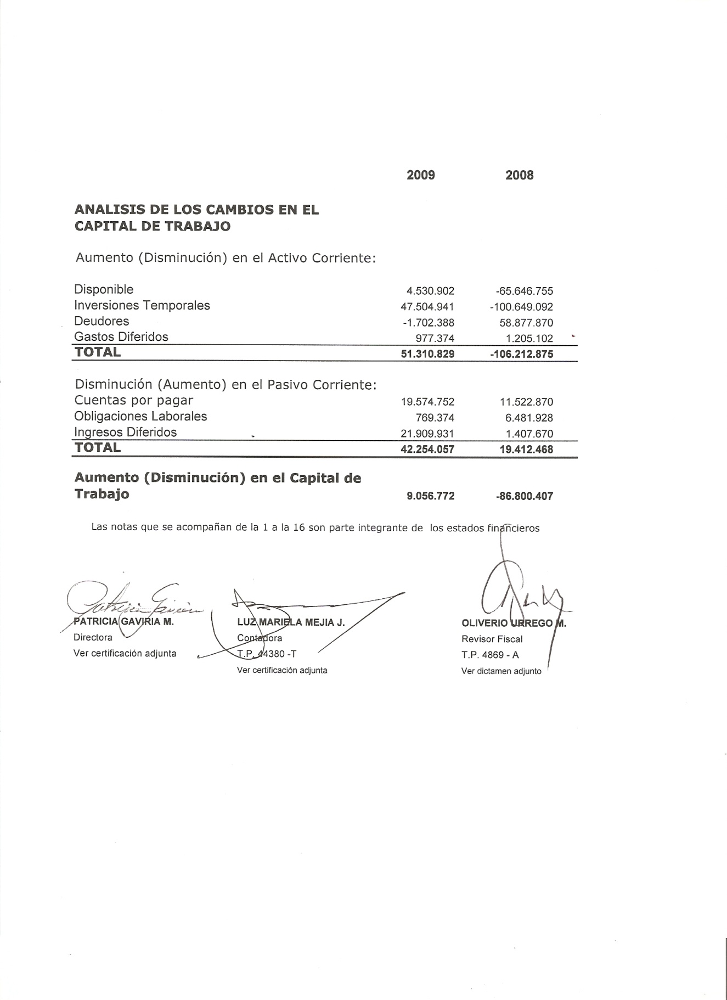 2009 2008
ANALISIS DE LOS CAMBIOS EN EL
CAPITAL DE TRABAJO
Aumento (Disminución) en el Activo Corriente:
Disponible 4.530.902 -65.646.755
Inversiones Temporales 47.504.941 -100.649.092
Deudores -1.702.388 58.877.870
Gastos Diferidos 977.374 1.205.102
TOTAL 51.310.829 -106.212.875
Disminución (Aumento) en el Pasivo Corriente:
Cuentas por pagar 19.574.752 11.522.870
Obligaciones Laborales 769.374 6.481.928
Ingresos Diferidos 21.909.931 1.407.670
TOTAL 42.254.057 19.412.468
Aumento (Disminución) en el Capital de
Trabajo 9.056.772 -86.800.407
Las notas que se acompañan de la 1 a la 16 son parte integrante de los estados financieros
Patricia Gaviria
PATRICIA GAVIRIA M. LUZ MARIELA MEJIA J. OLIVERIO URREGO M.
Directora Contadora Revisor Fiscal
Ver certificación adjunta T.P. 44380 -T T.P. 4869 - A
Ver certificación adjunta Ver dictamen adjunto